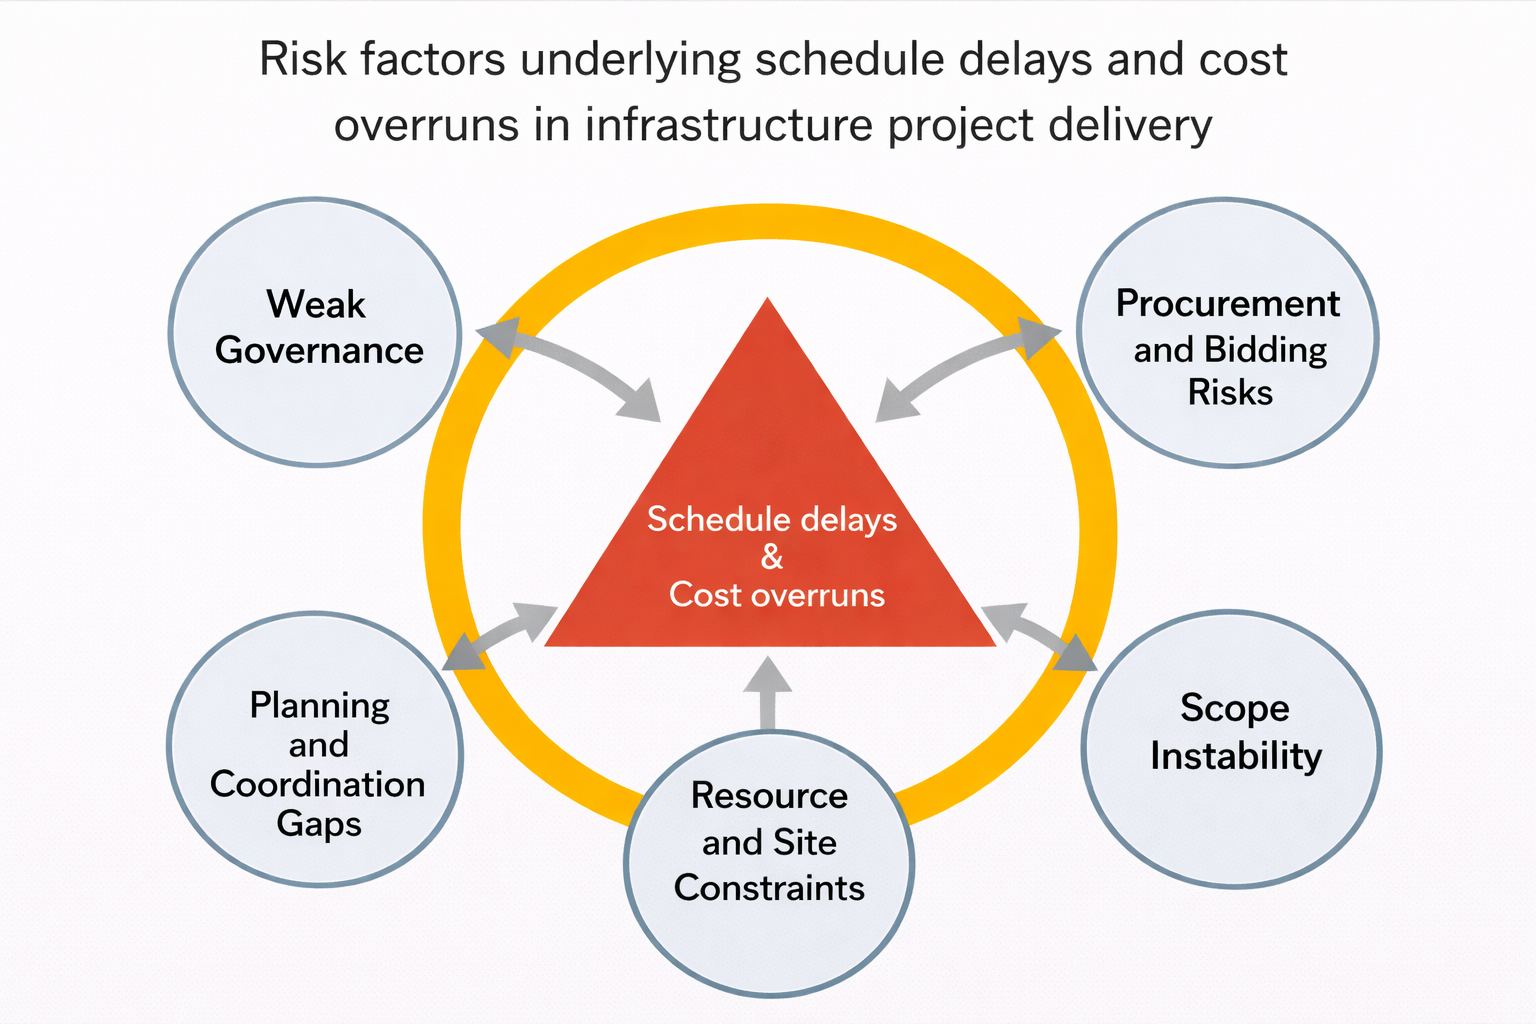 Risk factors underlying schedule delays and cost
overruns in infrastructure project delivery
Weak
Governance
Procurement
and Bidding
Risks
Schedule delays
&
Cost overruns
Planning
and
Coordination
Gaps
Resource
and Site
Constraints
Scope
Instability